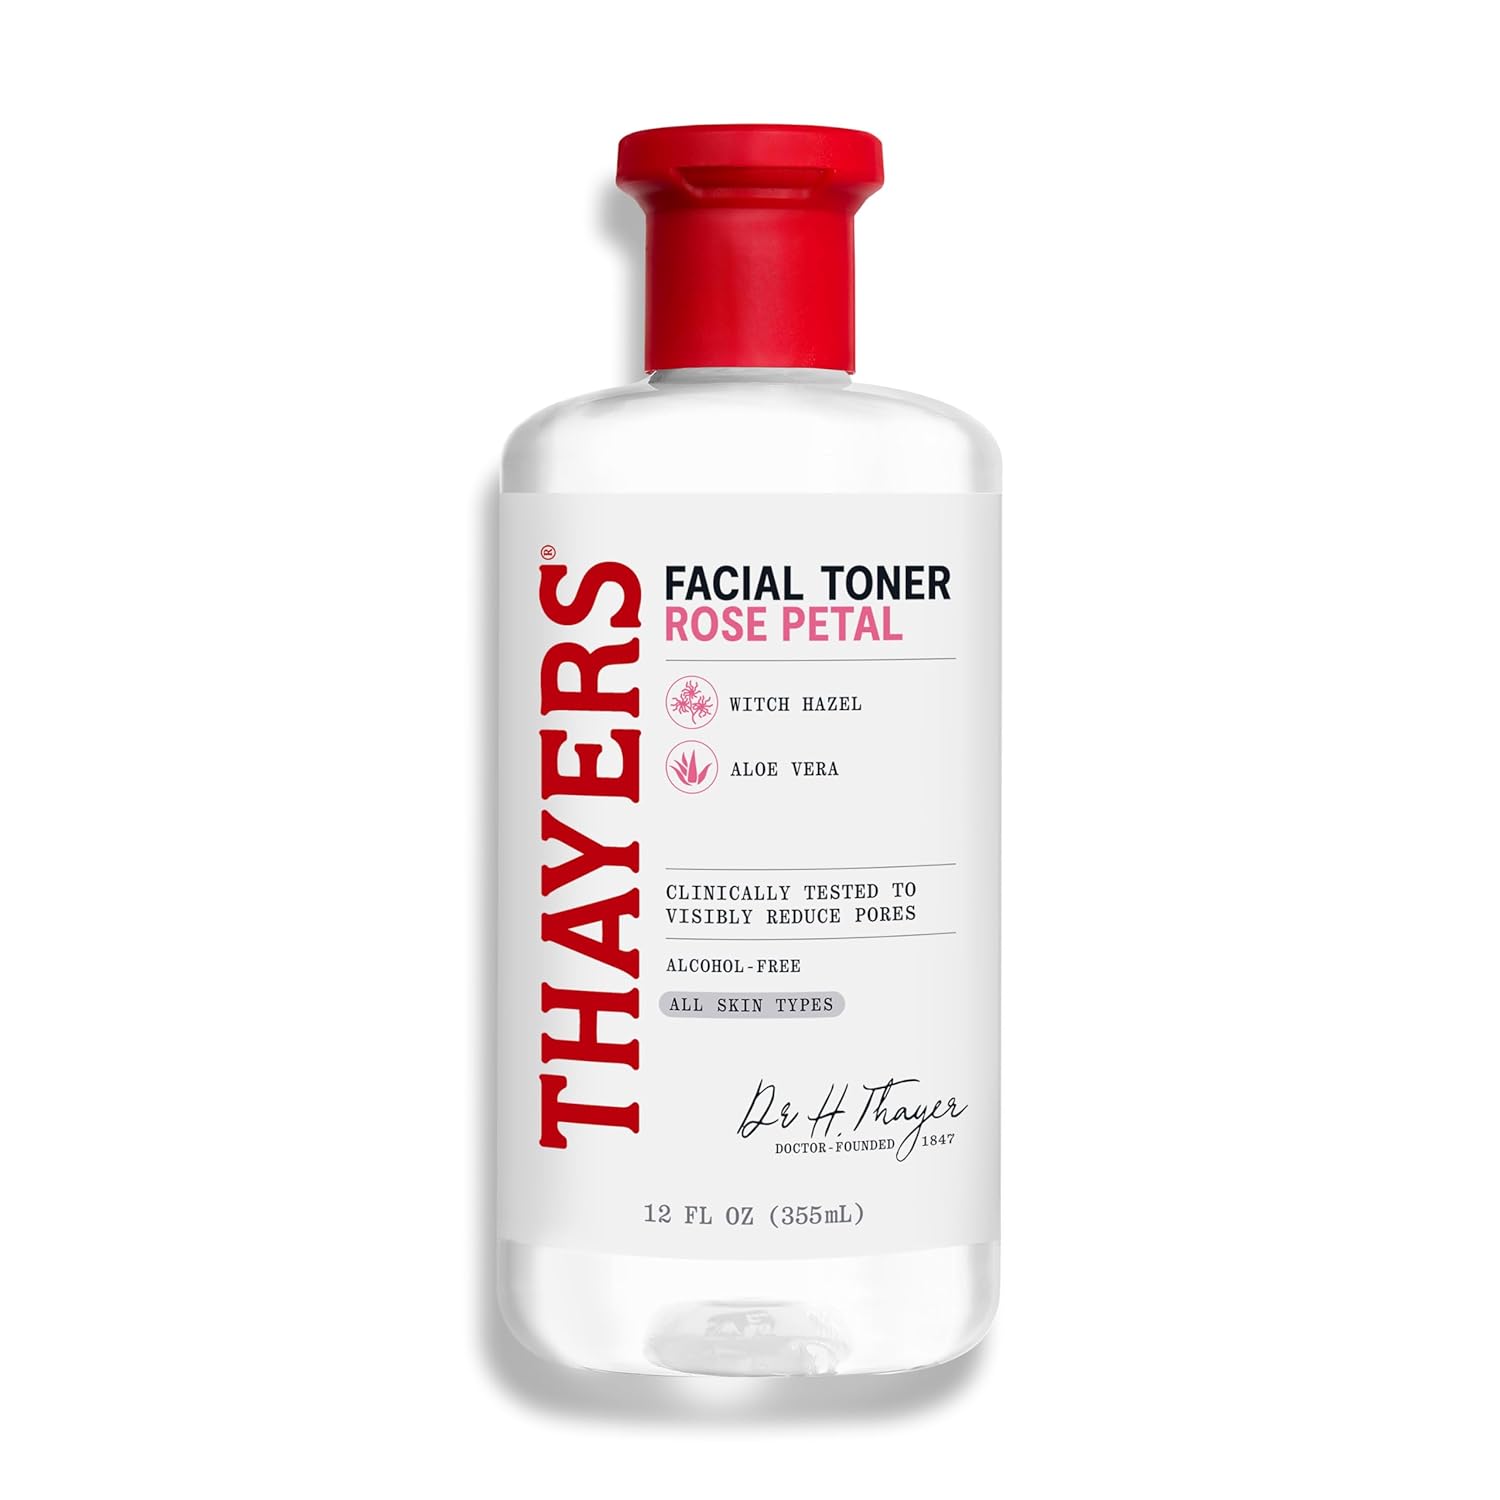 THAYERS®
FACIAL TONER
ROSE PETAL
WITCH HAZEL
ALOE VERA
CLINICALLY TESTED TO
VISIBLY REDUCE PORES
ALCOHOL-FREE
ALL SKIN TYPES
Dr H. Thayer
DOCTOR-FOUNDED 1847
12 FL OZ (355mL)